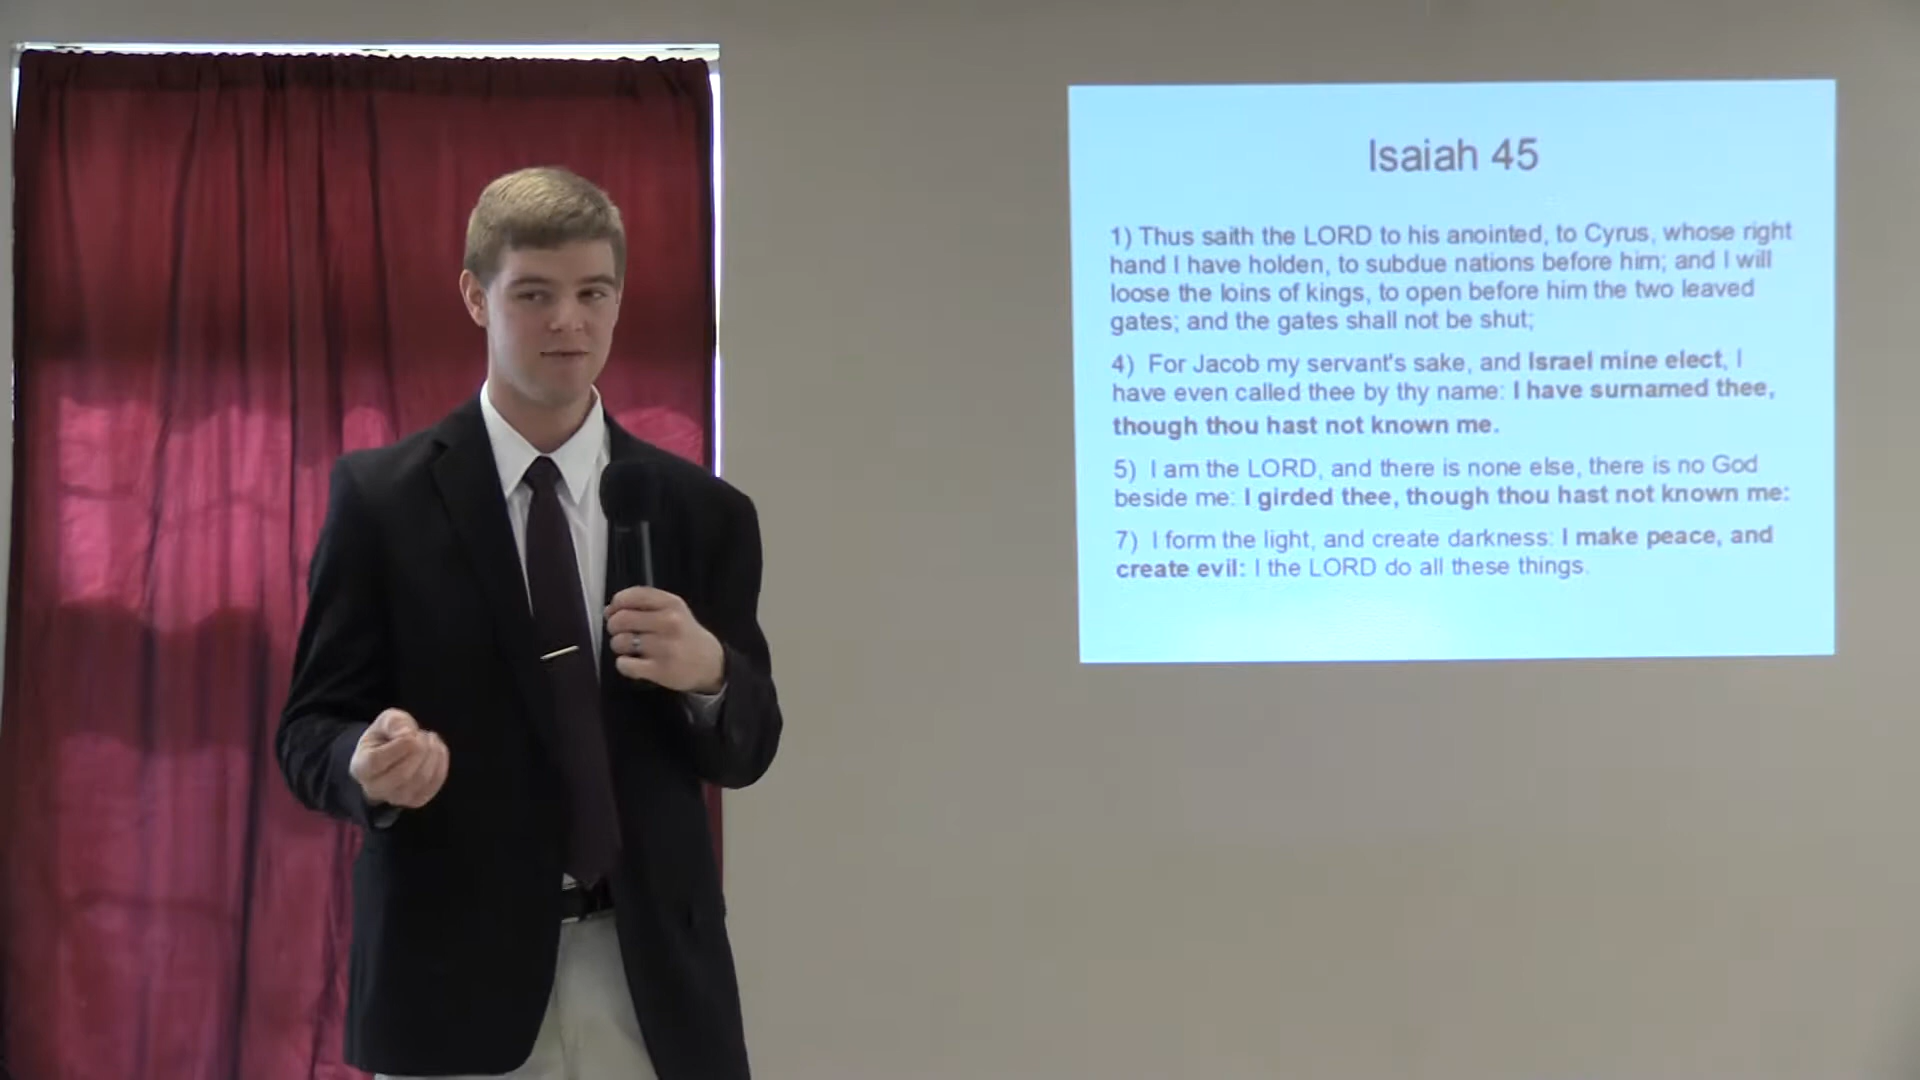 Isaiah 45
1) Thus saith the LORD to his anointed, to Cyrus, whose right
hand I have holden, to subdue nations before him; and I will
loose the loins of kings, to open before him the two leaved
gates; and the gates shall not be shut;
4) For Jacob my servant's sake, and Israel mine elect, I
have even called thee by thy name: I have surnamed thee,
though thou hast not known me.
5) I am the LORD, and there is none else, there is no God
beside me: I girded thee, though thou hast not known me:
7) I form the light, and create darkness: I make peace, and
create evil: I the LORD do all these things.